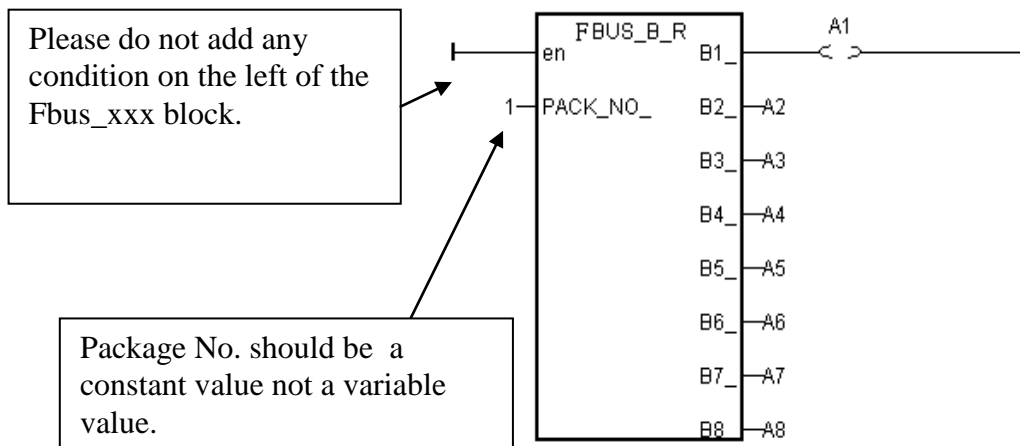 Please do not add any
condition on the left of the
Fbus_xxx block.
FBUS_B_R
A1
en B1_
1 PACK_NO_ B2_ A2
B3_ A3
B4_ A4
B5_ A5
B6_ A6
B7_ A7
B8 A8
Package No. should be a
constant value not a variable
value.